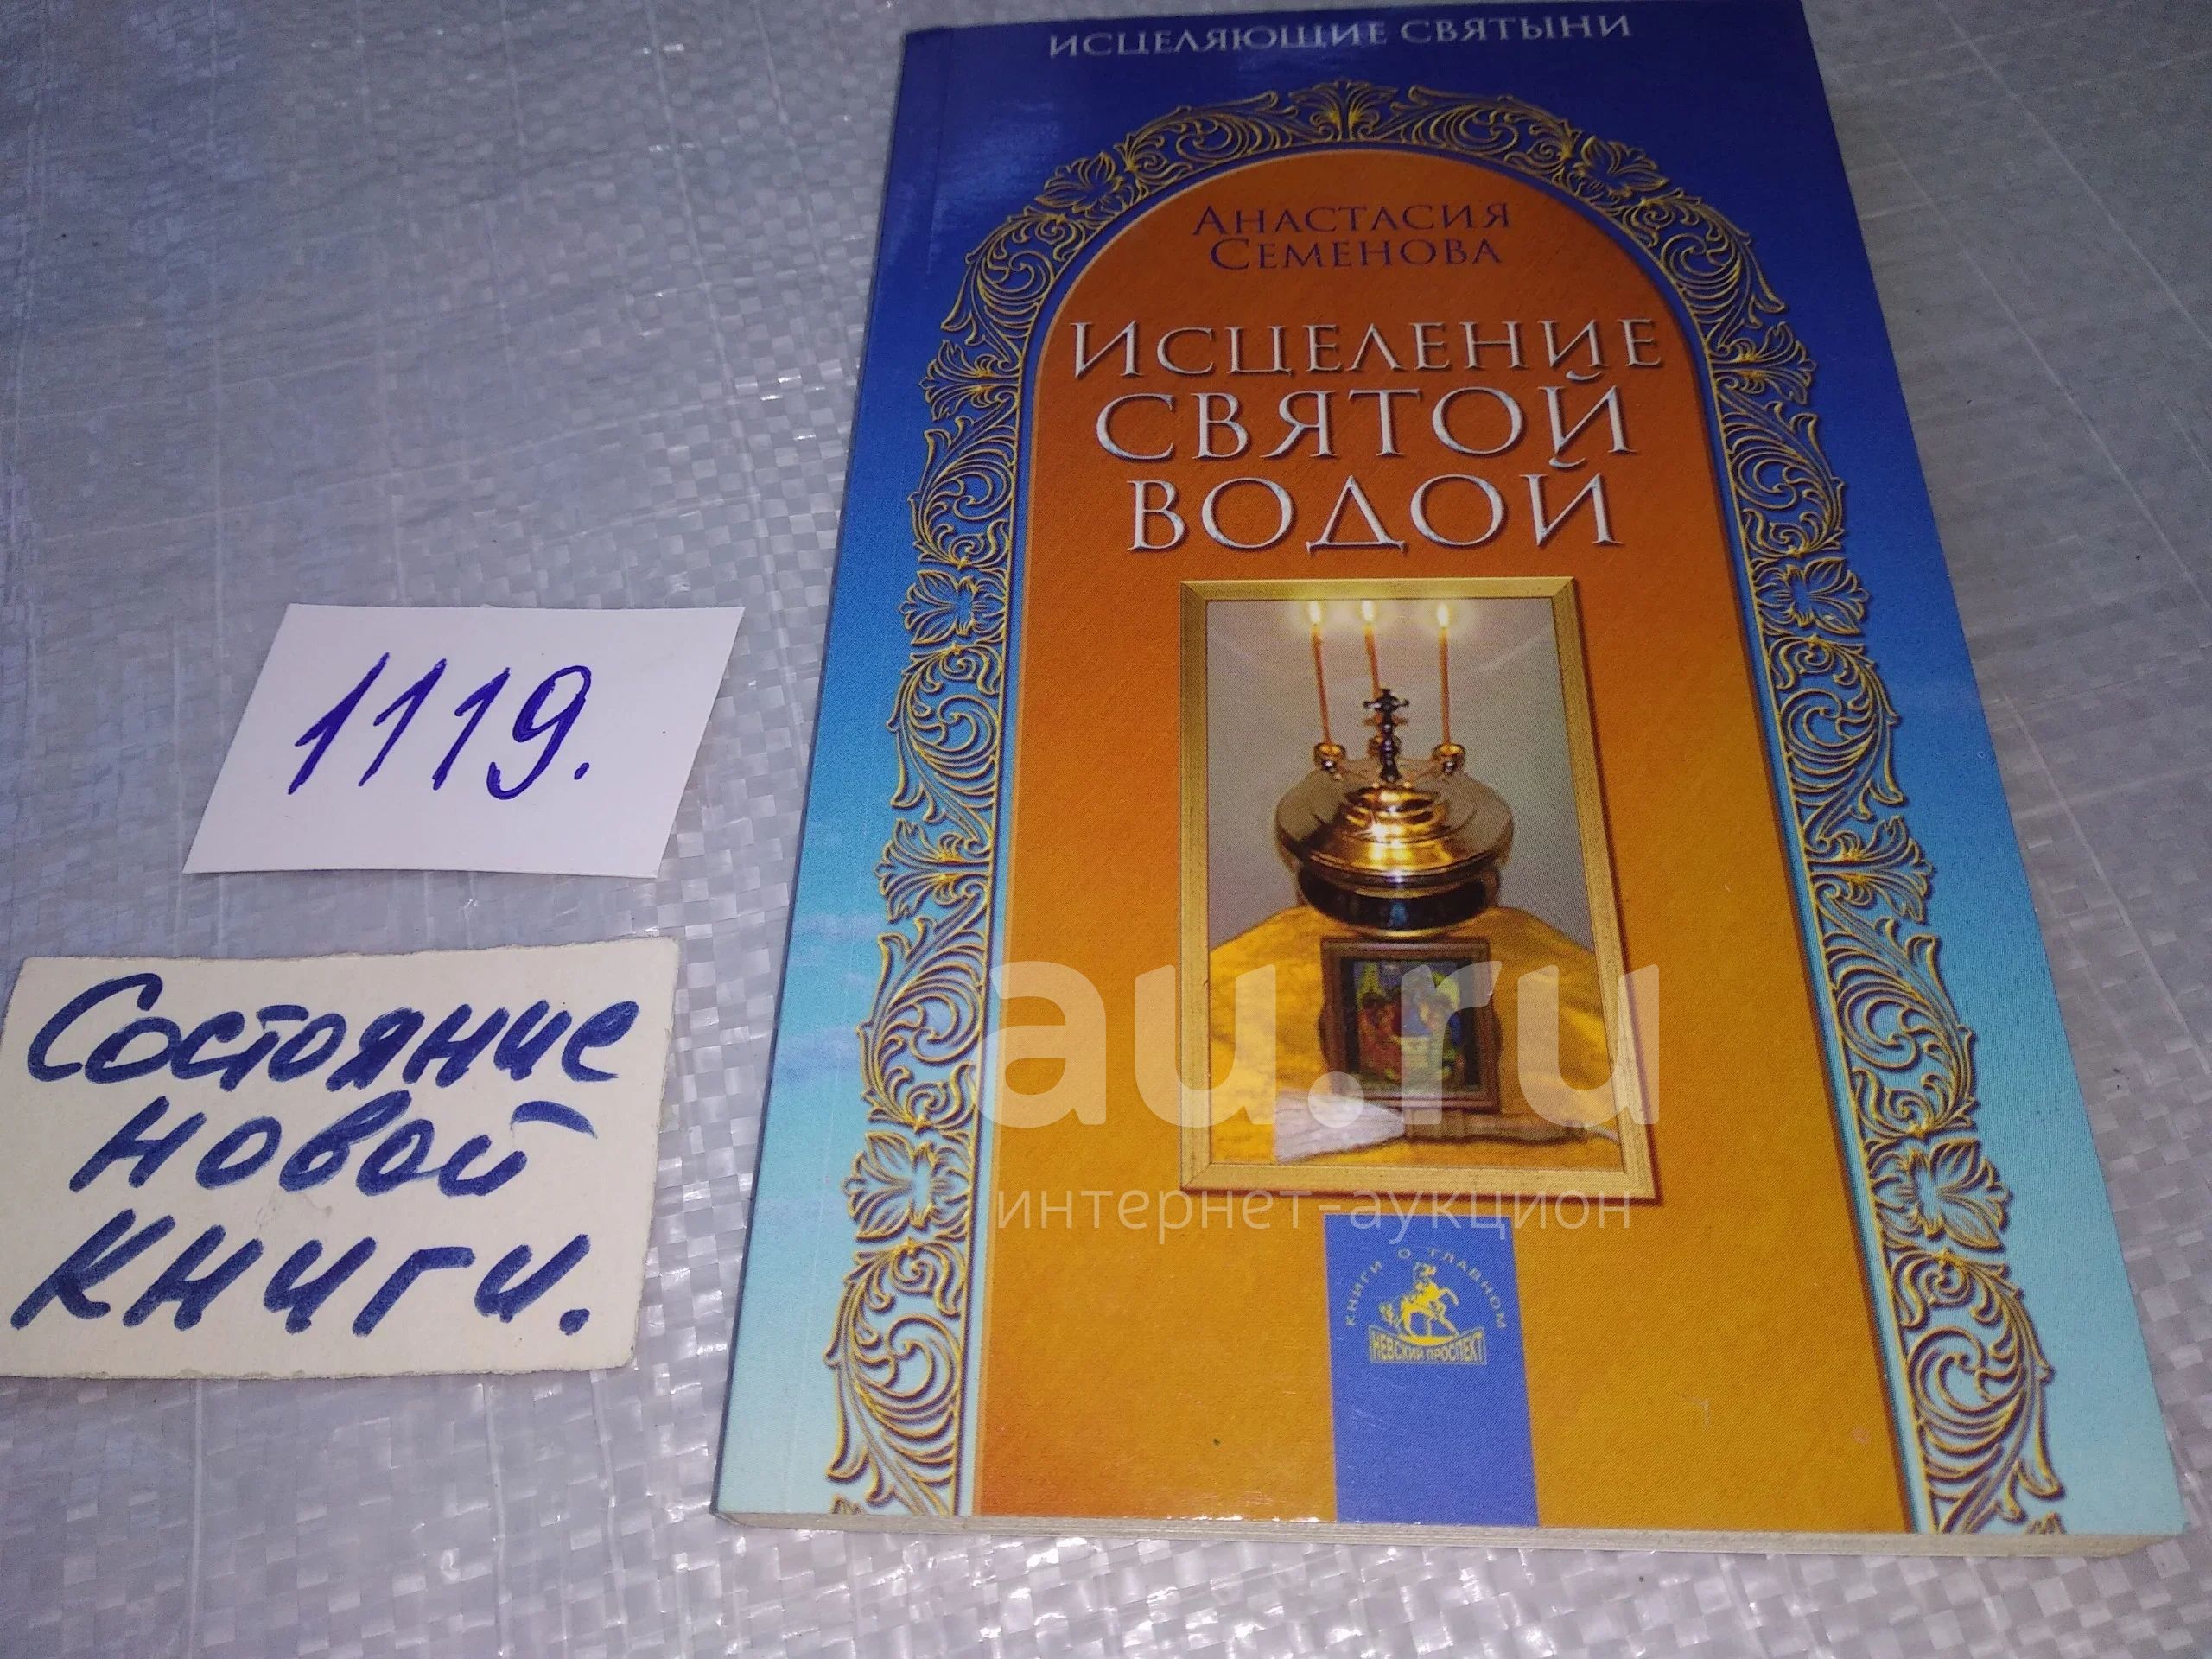 ИСЦЕЛЯЮЩИЕ СВЯТЫНИ
АНАСТАСИЯ
СЕМЕНОВА
ИСЦЕЛЕНИЕ
СВЯТОЙ
ВОДОЙ
1119.
Состояние
новой
книги.
au.ru
интернет-аукцион
КНИГИ О ГЛАВНОМ
НЕВСКИЙ ПРОСПЕКТ